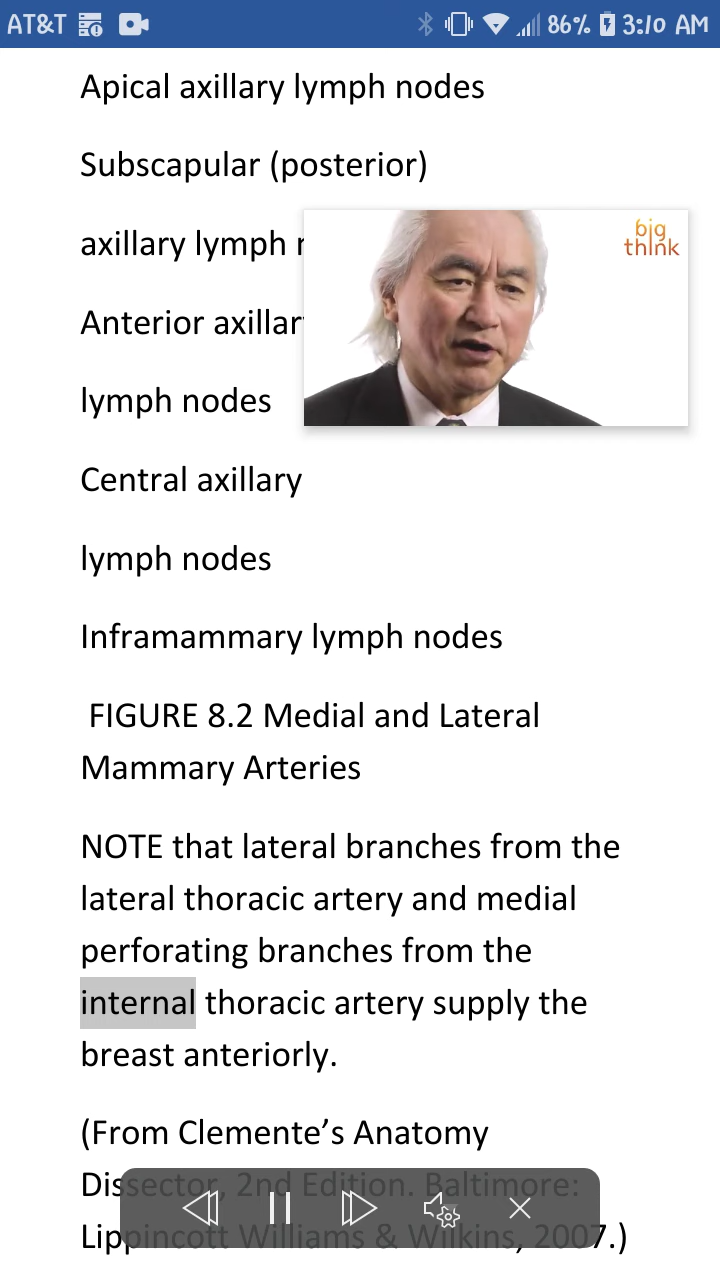 AT&T 86% 3:10 AM
Apical axillary lymph nodes
Subscapular (posterior)
axillary lymph
big
think
Anterior axillar
lymph nodes
Central axillary
lymph nodes
Inframammary lymph nodes
FIGURE 8.2 Medial and Lateral
Mammary Arteries
NOTE that lateral branches from the
lateral thoracic artery and medial
perforating branches from the
internal thoracic artery supply the
breast anteriorly.
(From Clemente’s Anatomy
Dissector, 2nd Edition. Baltimore:
Lippincott Williams & Wilkins, 2007.)